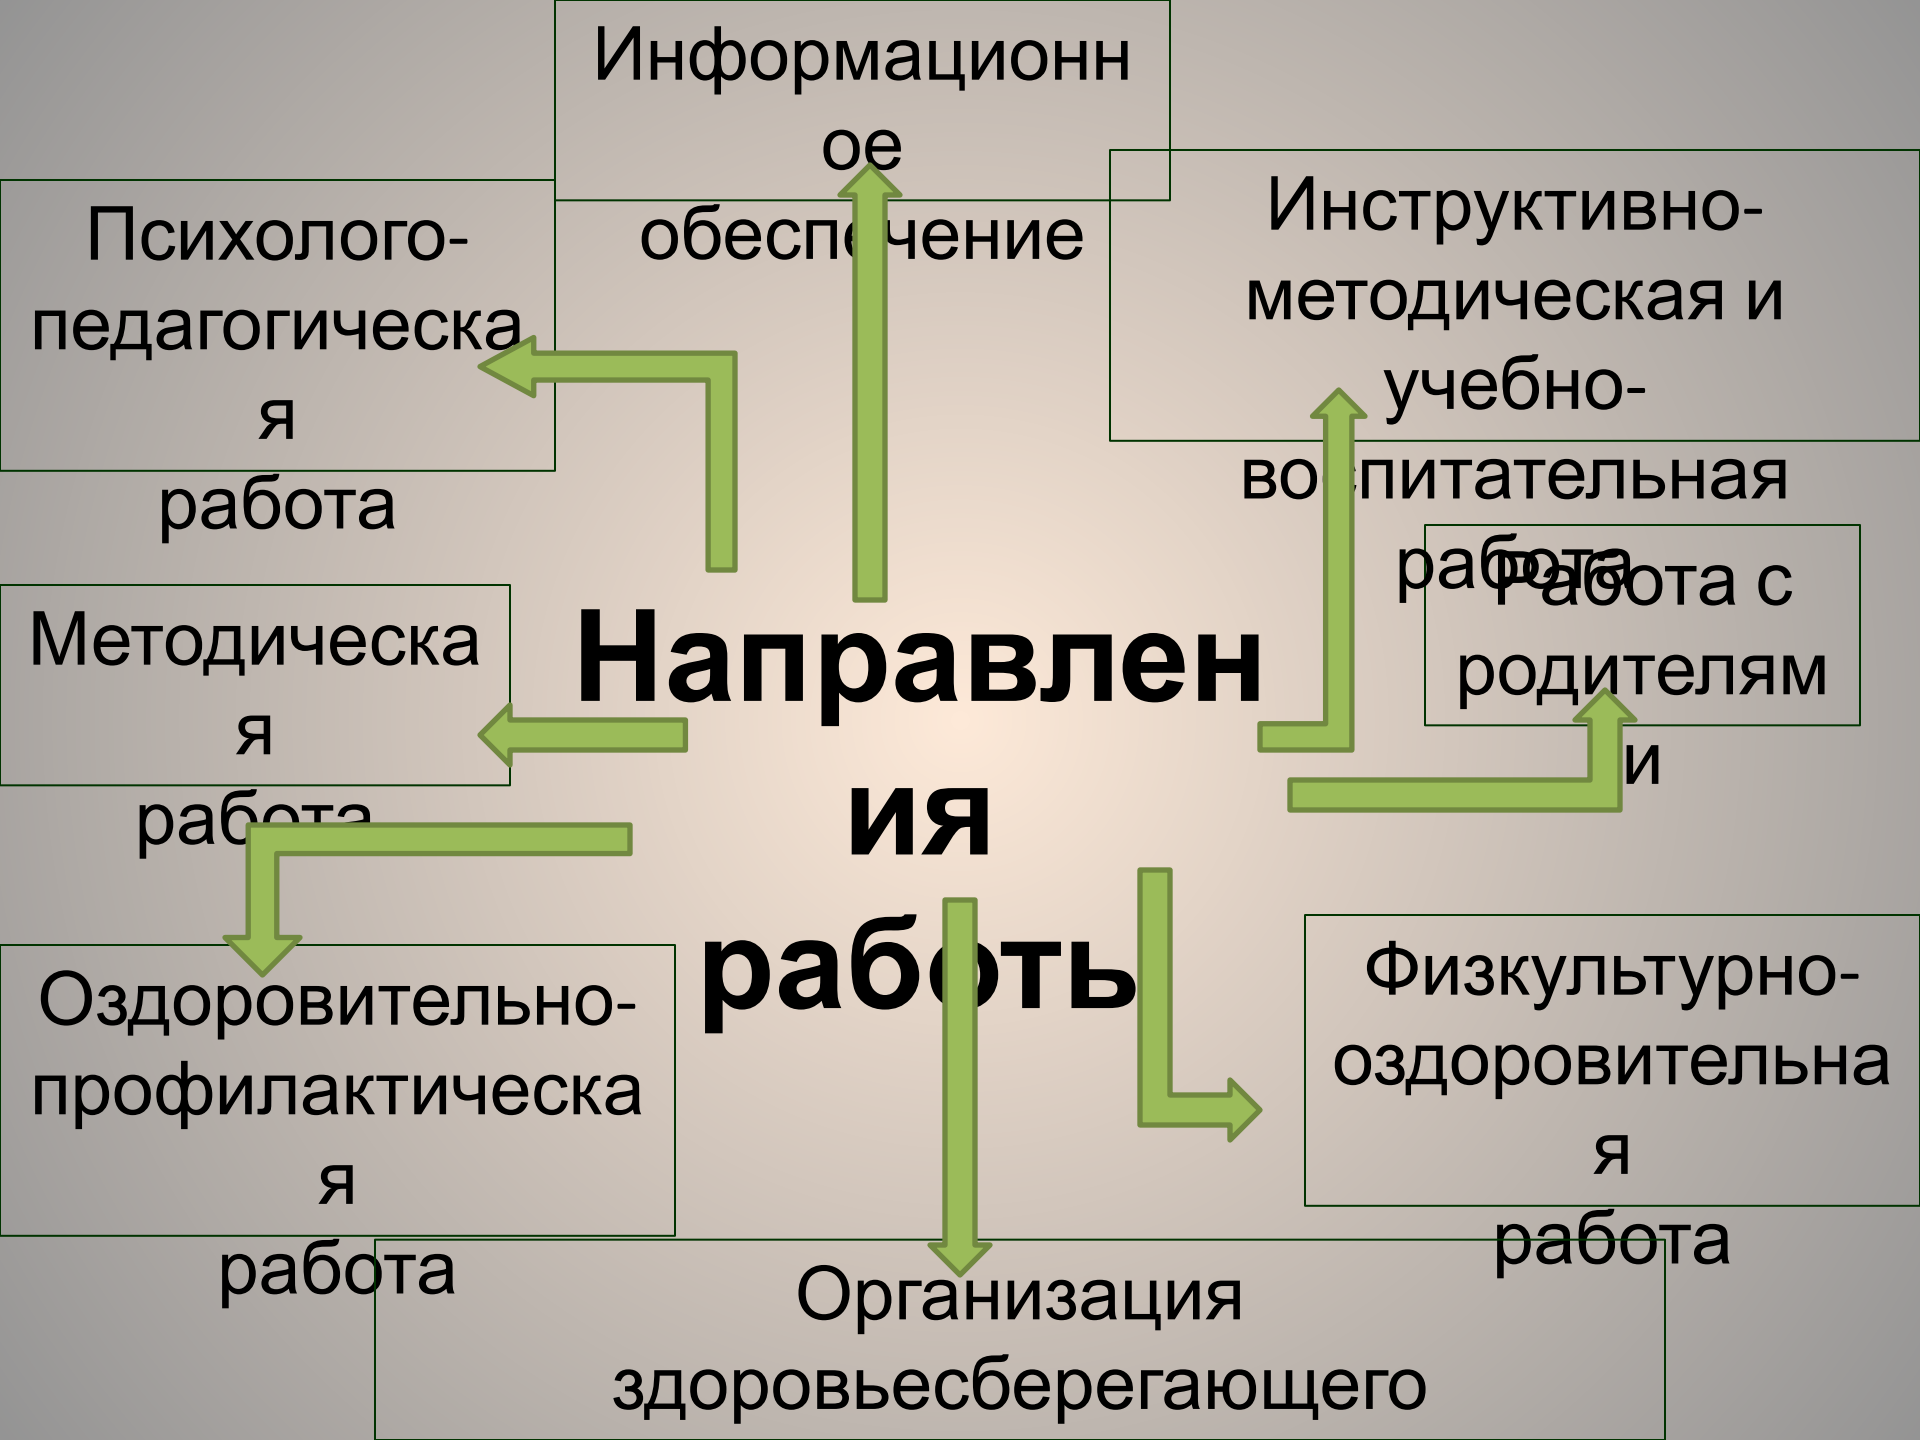 Информационн
ое
обеспечение
Психолого-
педагогическа
я
работа
Инструктивно-
методическая и
учебно-
воспитательная
работа
Работа с
родителям
и
Методическа
я
работа
Направлен
ия
работь
Оздоровительно-
профилактическа
я
работа
Физкультурно-
оздоровительна
я
работа
Организация
здоровьесберегающего